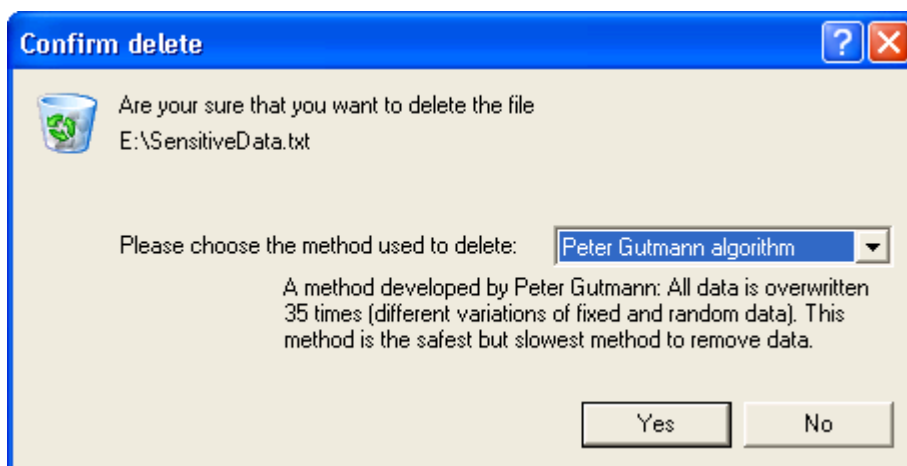 Confirm delete
Are your sure that you want to delete the file
E:\SensitiveData.txt
Please choose the method used to delete: Peter Gutmann algorithm
A method developed by Peter Gutmann: All data is overwritten
35 times (different variations of fixed and random data). This
method is the safest but slowest method to remove data.
Yes No